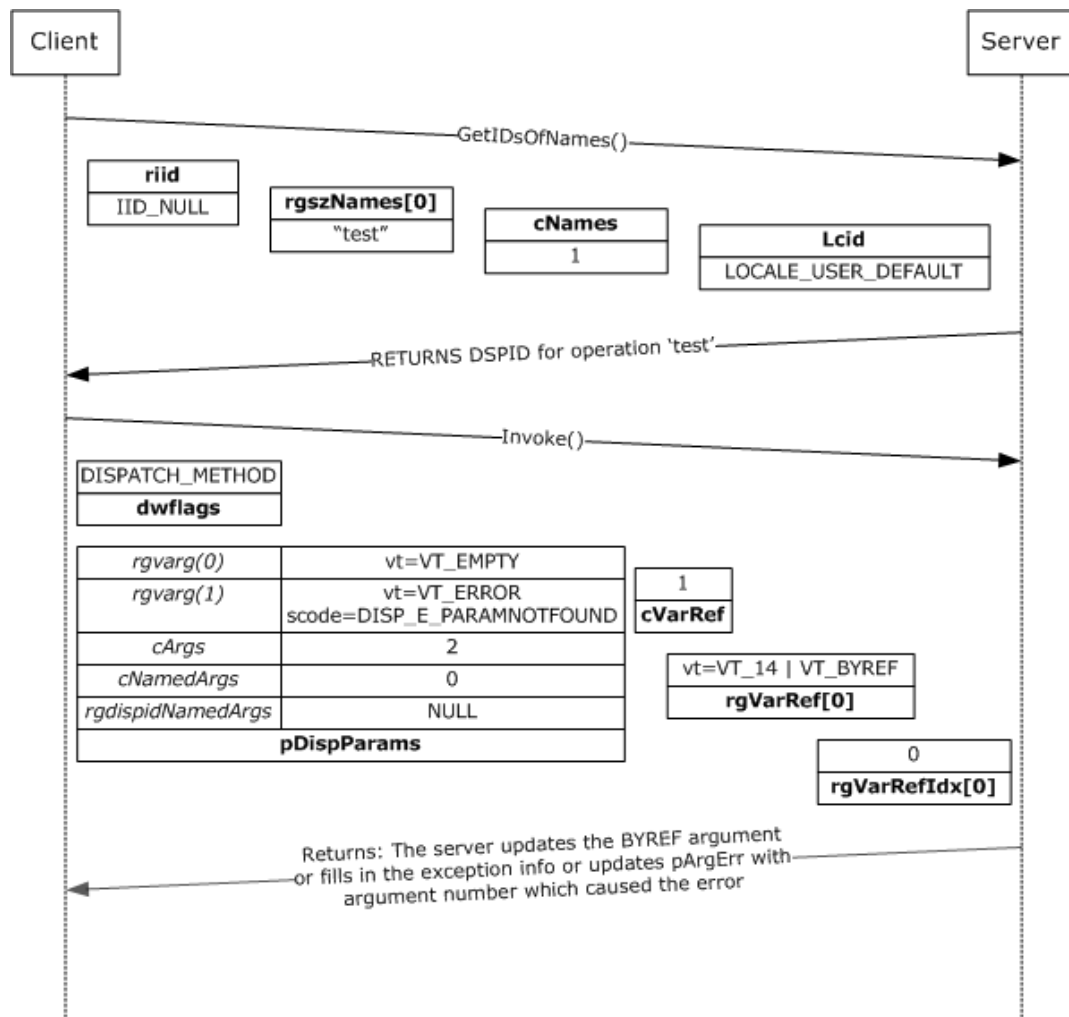 Client
Server
GetIDsOfNames()
riid
IID_NULL
rgszNames[0]
“test”
cNames
1
Lcid
LOCALE_USER_DEFAULT
RETURNS DSPID for operation ‘test’
Invoke()
DISPATCH_METHOD
dwflags
rgvarg(0) vt=VT_EMPTY
rgvarg(1) vt=VT_ERROR
scode=DISP_E_PARAMNOTFOUND
cArgs 2
cNamedArgs 0
rgdispidNamedArgs NULL
pDispParams
1
cVarRef
vt=VT_14 | VT_BYREF
rgVarRef[0]
0
rgVarRefIdx[0]
Returns: The server updates the BYREF argument
or fills in the exception info or updates pArgErr with
argument number which caused the error